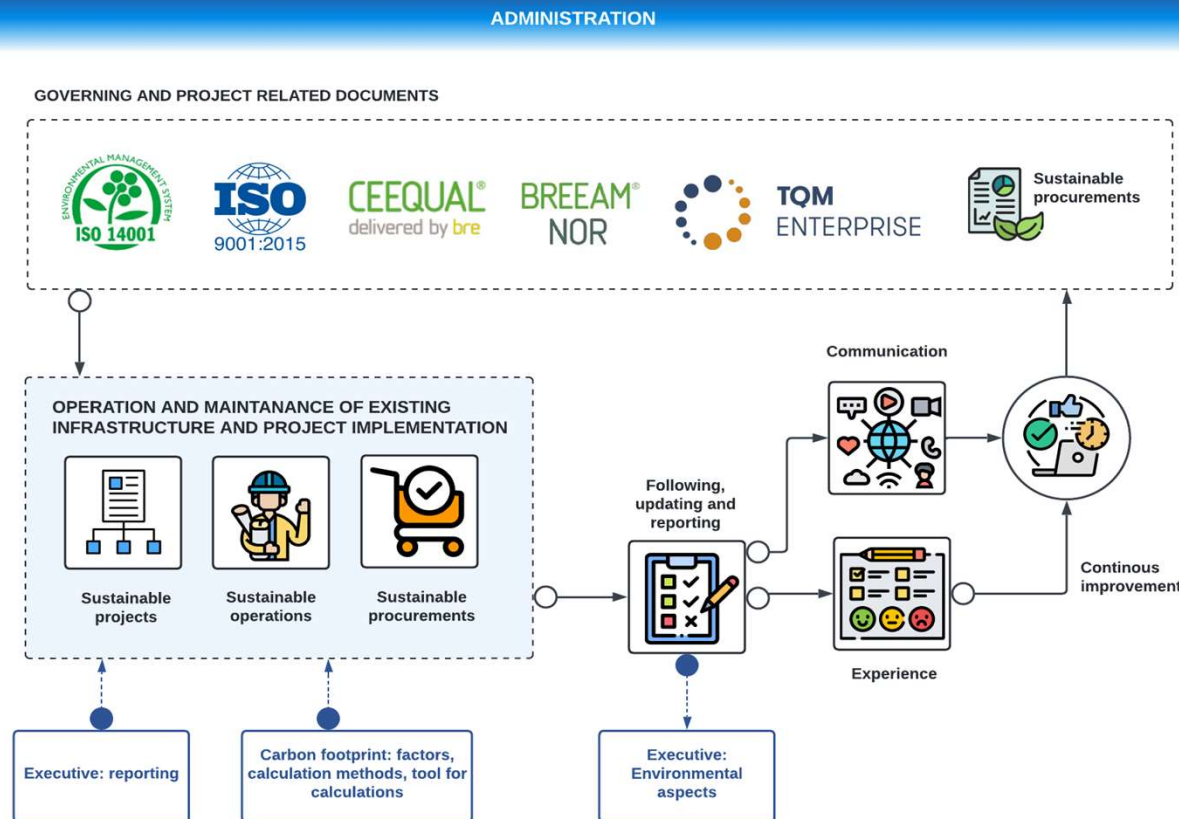 ADMINISTRATION
GOVERNING AND PROJECT RELATED DOCUMENTS
ENVIRONMENTAL MANAGEMENT SYSTEM
ISO 14001
ISO
9001:2015
CEEQUAL®
delivered by bre
BREEAM®
NOR
TQM
ENTERPRISE
Sustainable
procurements
OPERATION AND MAINTANANCE OF EXISTING
INFRASTRUCTURE AND PROJECT IMPLEMENTATION
Sustainable
projects
Sustainable
operations
Sustainable
procurements
Following,
updating and
reporting
Communication
Experience
Continous
improvement
Executive: reporting
Carbon footprint: factors,
calculation methods, tool for
calculations
Executive:
Environmental
aspects